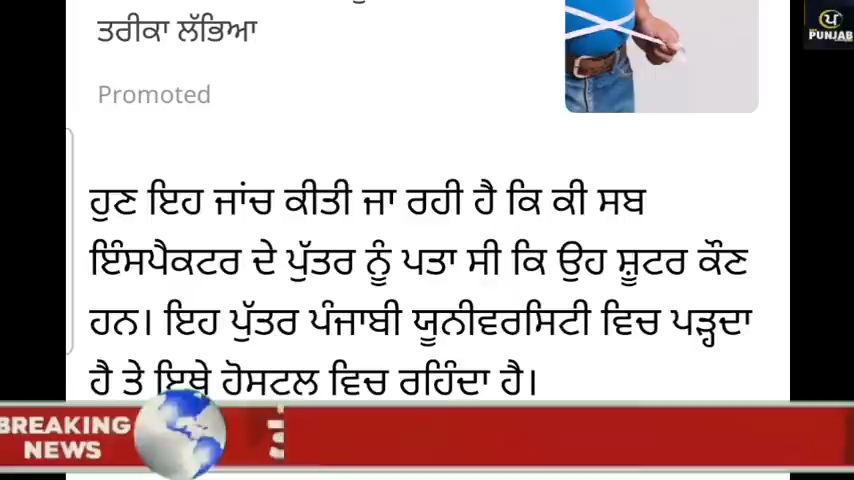 ਤਰੀਕਾ ਲੱਭਿਆ
Promoted
ਪ
PUNJAB
ਹੁਣ ਇਹ ਜਾਂਚ ਕੀਤੀ ਜਾ ਰਹੀ ਹੈ ਕਿ ਕੀ ਸਬ
ਇੰਸਪੈਕਟਰ ਦੇ ਪੁੱਤਰ ਨੂੰ ਪਤਾ ਸੀ ਕਿ ਉਹ ਸ਼ੂਟਰ ਕੌਣ
ਹਨ। ਇਹ ਪੁੱਤਰ ਪੰਜਾਬੀ ਯੂਨੀਵਰਸਿਟੀ ਵਿਚ ਪੜ੍ਹਦਾ
ਹੈ ਤੇ ਇਥੇ ਹੋਸਟਲ ਵਿਚ ਰਹਿੰਦਾ ਹੈ।
BREAKING
NEWS